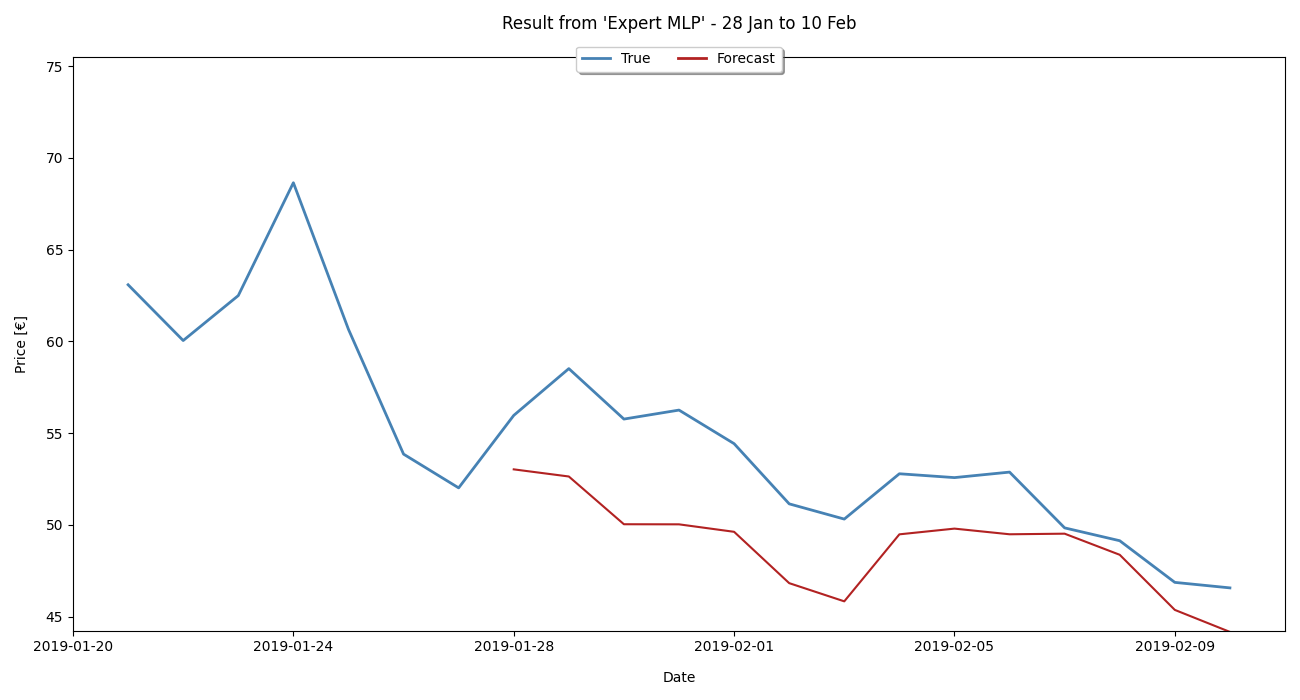 Result from 'Expert MLP' - 28 Jan to 10 Feb
True Forecast
75
70
65
60
55
50
45
Price [€]
2019-01-20 2019-01-24 2019-01-28 2019-02-01 2019-02-05 2019-02-09
Date